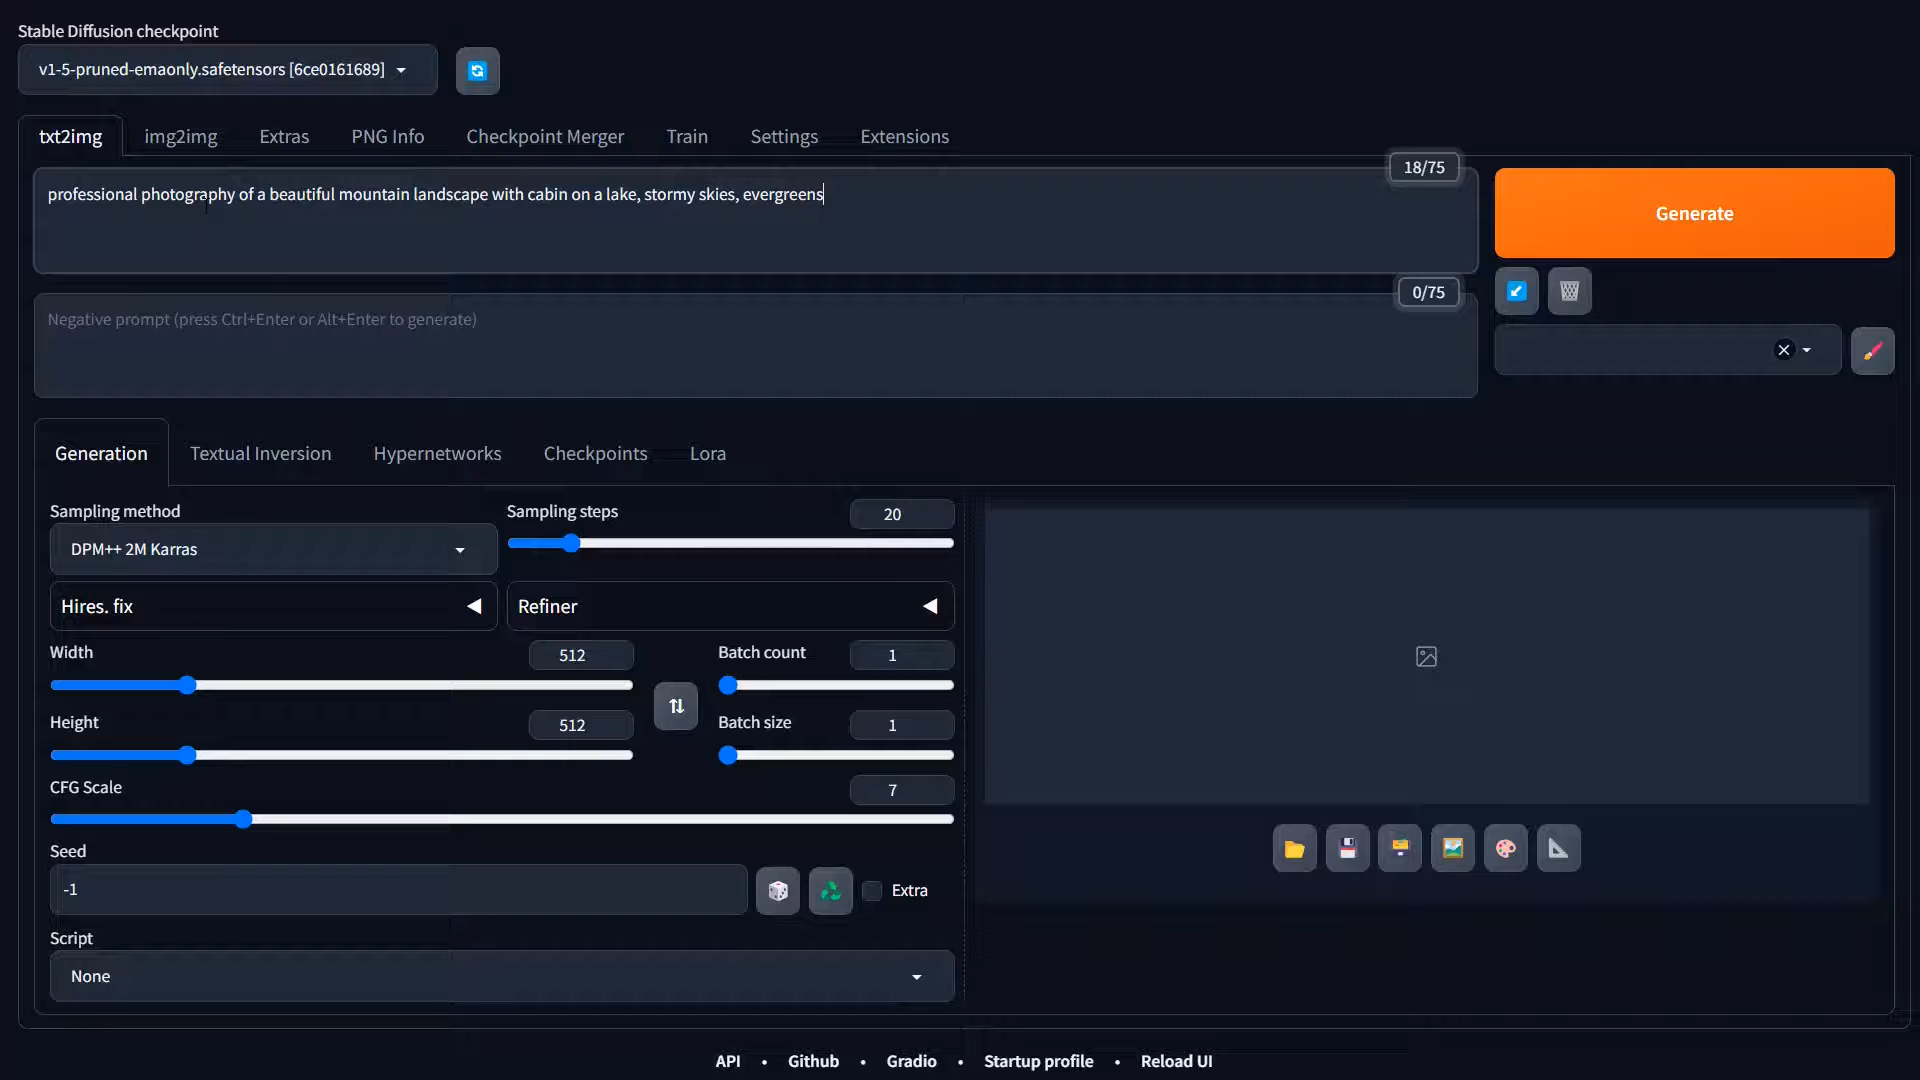 Stable Diffusion checkpoint
v1-5-pruned-emaonly.safetensors [6ce0161689]
txt2img img2img Extras PNG Info Checkpoint Merger Train Settings Extensions
18/75
professional photography of a beautiful mountain landscape with cabin on a lake, stormy skies, evergreens
Generate
0/75
Negative prompt (press Ctrl+Enter or Alt+Enter to generate)
Generation Textual Inversion Hypernetworks Checkpoints Lora
Sampling method
DPM++ 2M Karras
Sampling steps 20
Hires. fix
Refiner
Width 512
Batch count 1
Height 512
Batch size 1
CFG Scale 7
Seed
-1
Extra
Script
None
API • Github • Gradio • Startup profile • Reload UI